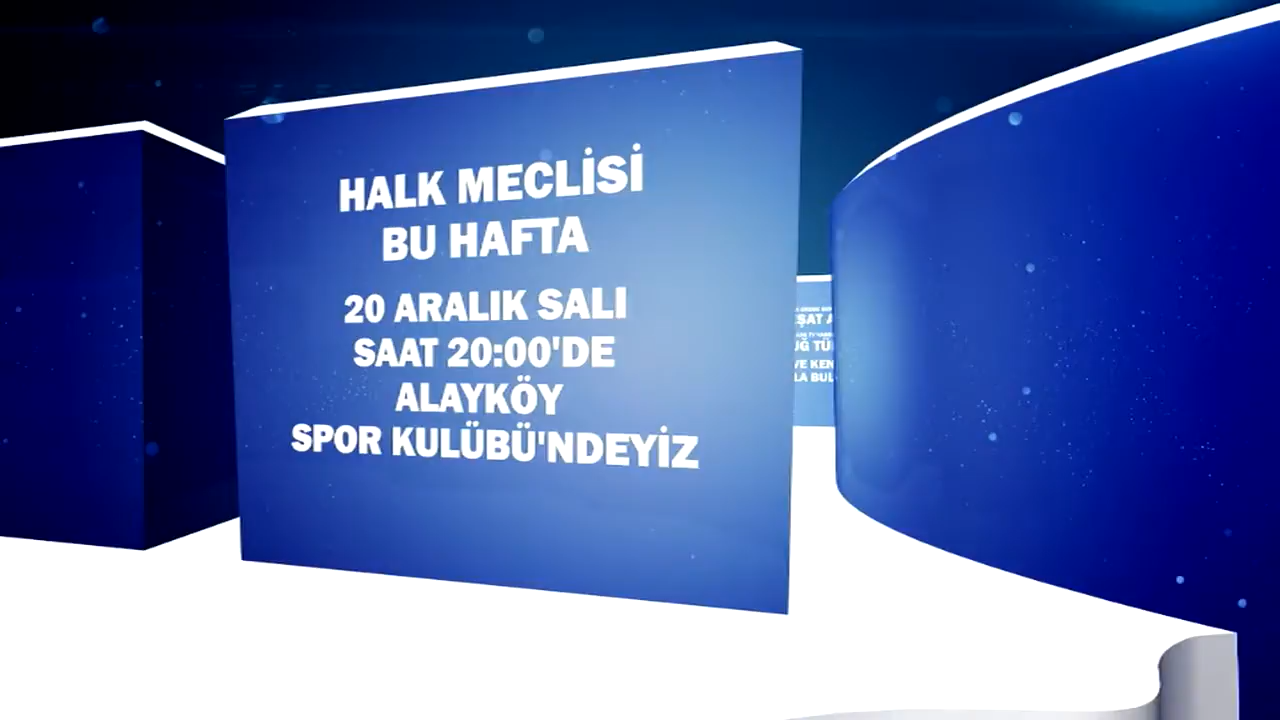 HALK MECLİSİ
BU HAFTA
20 ARALIK SALI
SAAT 20:00'DE
ALAYKÖY
SPOR KULÜBÜ'NDEYİZ